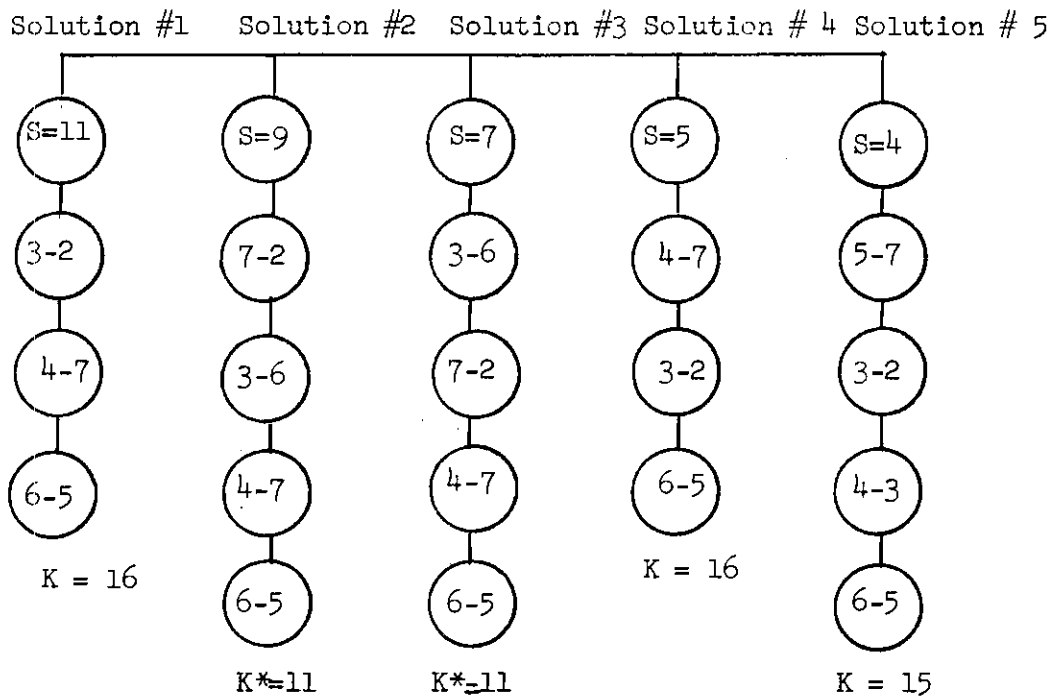 Solution #1 Solution #2 Solution #3 Solution # 4 Solution # 5
S=11 S=9 S=7 S=5 S=4
3-2 7-2 3-6 4-7 5-7
4-7 3-6 7-2 3-2 3-2
6-5 4-7 4-7 6-5 4-3
K = 16 6-5 6-5 K = 16 6-5
K*=11 K*=11 K = 15